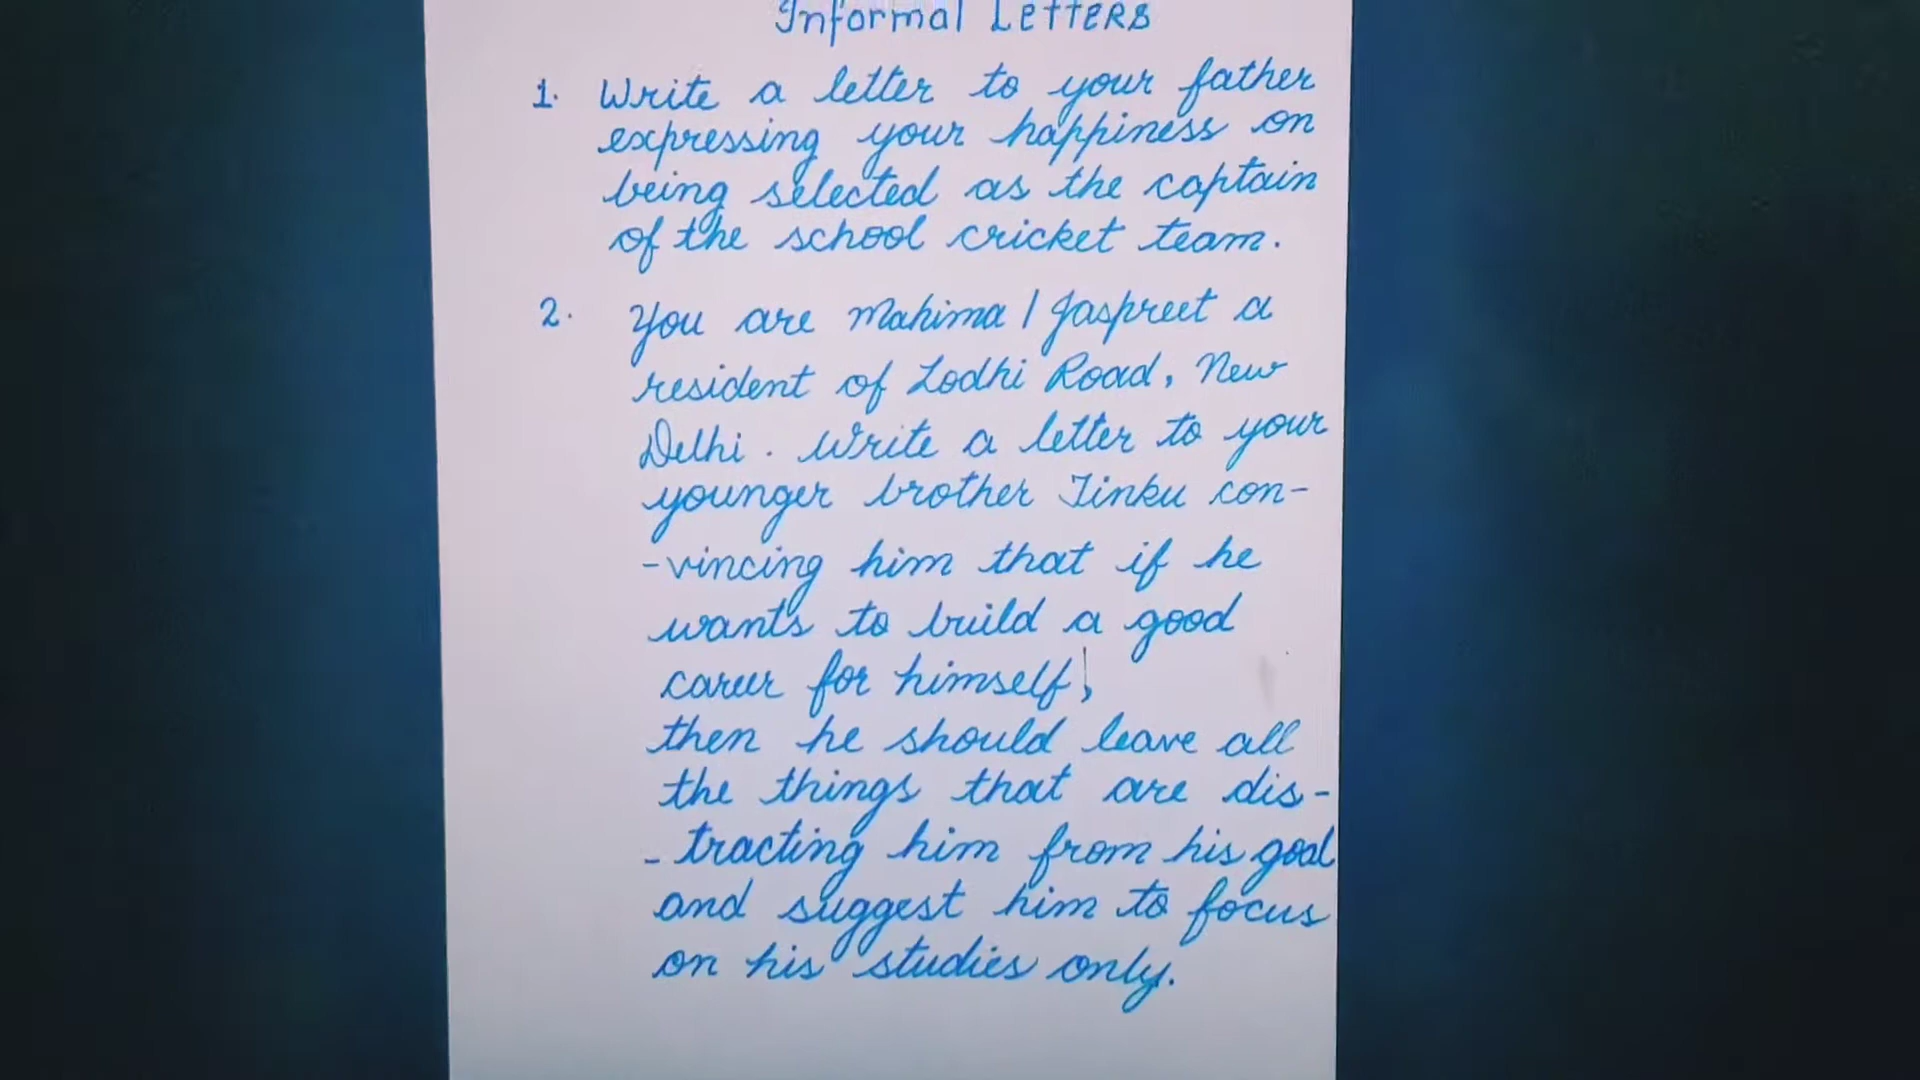 Informal LETTERS
1. Write a letter to your father
expressing your happiness on
being selected as the captain
of the school cricket team.
2. You are Mahima / Jaspreet a
resident of Lodhi Road, New
Delhi. Write a letter to your
younger brother Tinku con-
-vincing him that if he
wants to build a good
career for himself,
then he should leave all
the things that are dis-
- tracting him from his goal
and suggest him to focus
on his studies only.